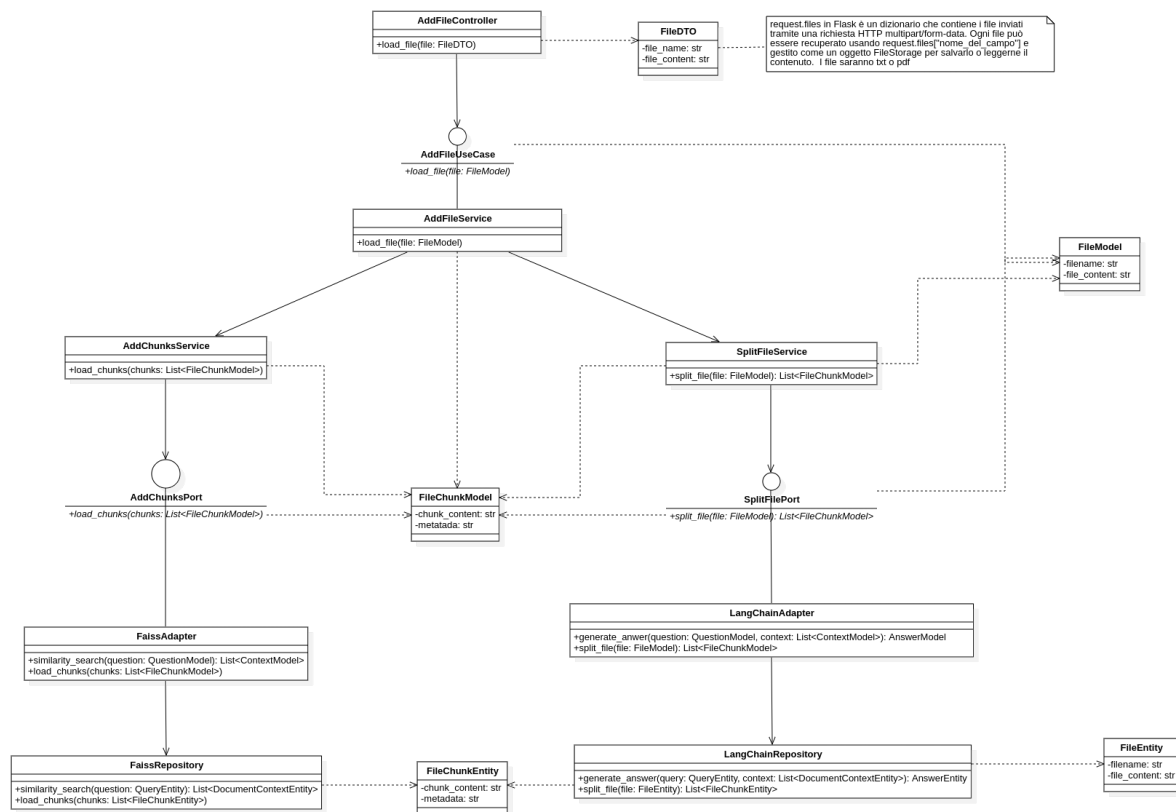 AddFileController
+load_file(file: FileDTO)
FileDTO
-file_name: str
-file_content: str
request.files in Flask è un dizionario che contiene i file inviati
tramite una richiesta HTTP multipart/form-data. Ogni file può
essere recuperato usando request.files["nome_del_campo"] e
gestito come un oggetto FileStorage per salvarlo o leggerne il
contenuto. I file saranno txt o pdf
AddFileUseCase
+load_file(file: FileModel)
AddFileService
+load_file(file: FileModel)
FileModel
-filename: str
-file_content: str
AddChunksService
+load_chunks(chunks: List<FileChunkModel>)
SplitFileService
+split_file(file: FileModel): List<FileChunkModel>
AddChunksPort
+load_chunks(chunks: List<FileChunkModel>)
FileChunkModel
-chunk_content: str
-metatada: str
SplitFilePort
+split_file(file: FileModel): List<FileChunkModel>
FaissAdapter
+similarity_search(question: QuestionModel): List<ContextModel>
+load_chunks(chunks: List<FileChunkModel>)
LangChainAdapter
+generate_anwer(question: QuestionModel, context: List<ContextModel>): AnswerModel
+split_file(file: FileModel): List<FileChunkModel>
FaissRepository
+similarity_search(query: QueryEntity): List<DocumentContextEntity>
+load_chunks(chunks: List<FileChunkEntity>)
FileChunkEntity
-chunk_content: str
-metadata: str
LangChainRepository
+generate_answer(query: QueryEntity, context: List<DocumentContextEntity>): AnswerEntity
+split_file(file: FileEntity): List<FileChunkEntity>
FileEntity
-filename: str
-file_content: str